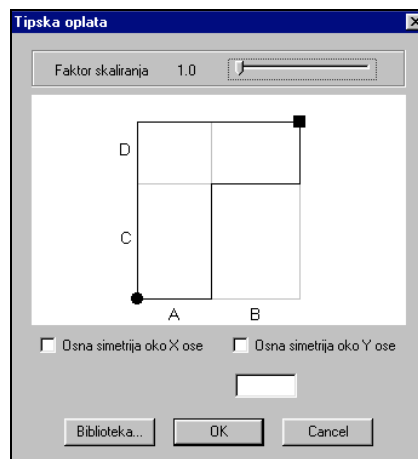 Tipska oplata
Faktor skaliranja 1.0
D
C
A B
Osna simetrija oko X ose Osna simetrija oko Y ose
Biblioteka... OK Cancel